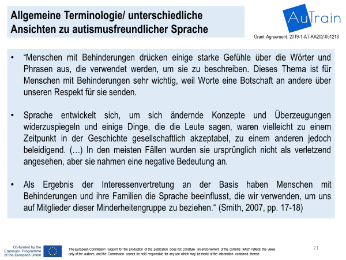 Allgemeine Terminologie/ unterschiedliche
Ansichten zu autismusfreundlicher Sprache
AuTrain
Grant Agreement, 2019-1-AT-KA202-
• "Menschen mit Behinderungen drücken einige starke Gefühle über die Wörter und
Phrasen aus, die verwendet werden, um sie zu beschreiben. Dieses Thema ist für
Menschen mit Behinderungen sehr wichtig, weil Worte eine Botschaft an andere über
unseren Respekt für sie senden.
• Sprache entwickelt sich, um sich ändernde Konzepte und Überzeugungen
widerzuspiegeln und einige Dinge, die die Leute sagen, waren vielleicht zu einem
Zeitpunkt in der Geschichte gesellschaftlich akzeptabel, zu einem anderen jedoch
beleidigend. (…) In den meisten Fällen wurden sie ursprünglich nicht als verletzend
angesehen, aber sie nahmen eine negative Bedeutung an.
• Als Ergebnis der Interessenvertretung an der Basis haben Menschen mit
Behinderungen und ihre Familien die Sprache beeinflusst, die wir verwenden, um uns
auf Mitglieder dieser Minderheitengruppe zu beziehen." (Smith, 2007, pp. 17-18)
Co-funded by the
Erasmus+ Programme
of the European Union
The European Commission support for the production of this publication does not constitute an endorsement of the contents which reflects the views
only of the authors, and the Commission cannot be held responsible for any use which may be made of the information contained therein.
21